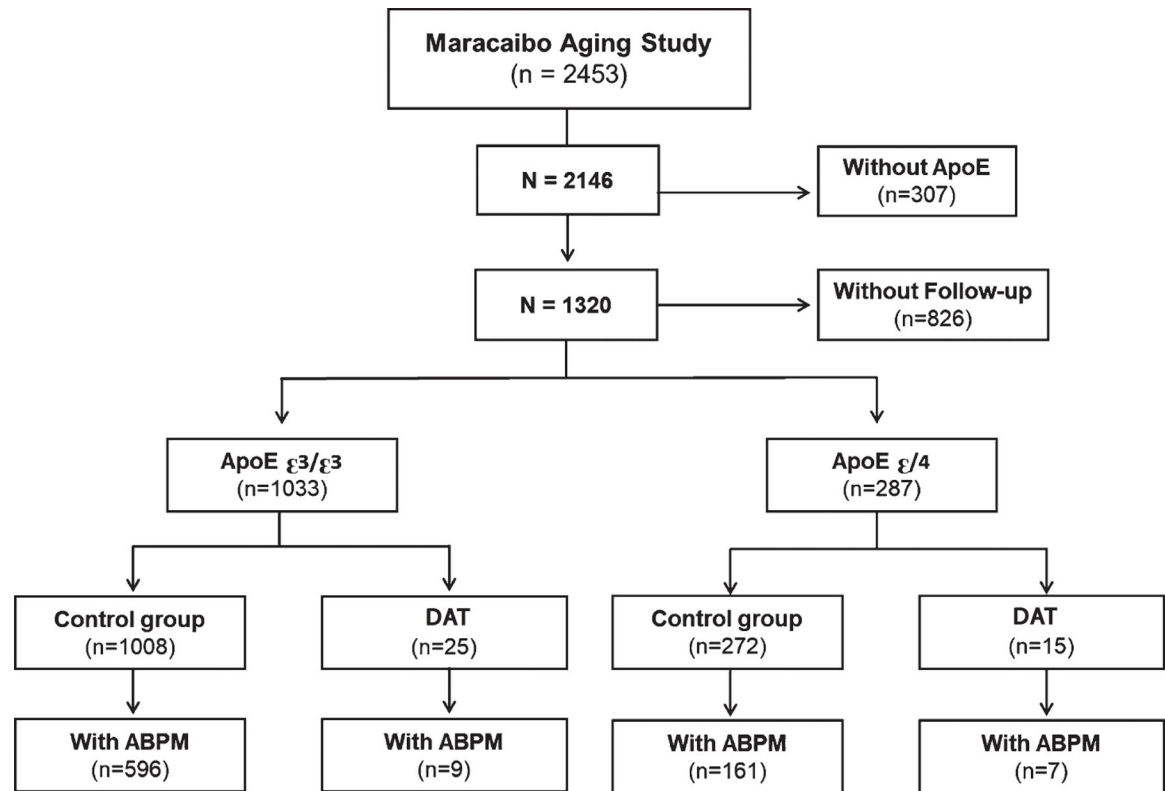 Maracaibo Aging Study
(n = 2453)
N = 2146
Without ApoE
(n=307)
N = 1320
Without Follow-up
(n=826)
ApoE ε3/ε3
(n=1033)
ApoE ε/4
(n=287)
Control group
(n=1008)
DAT
(n=25)
Control group
(n=272)
DAT
(n=15)
With ABPM
(n=596)
With ABPM
(n=9)
With ABPM
(n=161)
With ABPM
(n=7)